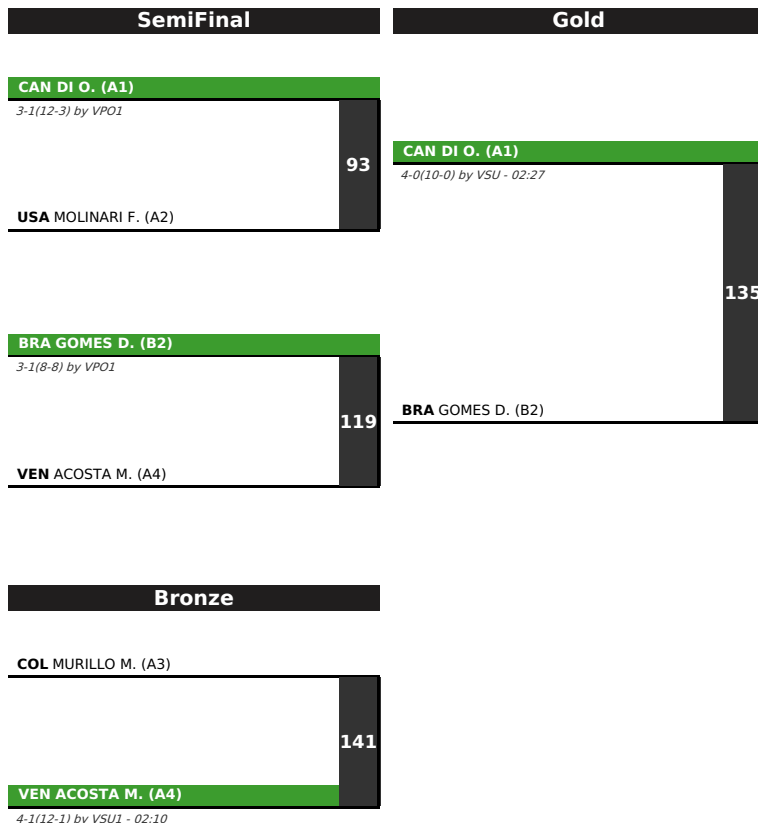 SemiFinal
CAN DI O. (A1)
3-1(12-3) by VPO1
93
USA MOLINARI F. (A2)
BRA GOMES D. (B2)
3-1(8-8) by VPO1
119
VEN ACOSTA M. (A4)
Gold
CAN DI O. (A1)
4-0(10-0) by VSU - 02:27
135
BRA GOMES D. (B2)
Bronze
COL MURILLO M. (A3)
141
VEN ACOSTA M. (A4)
4-1(12-1) by VSU1 - 02:10